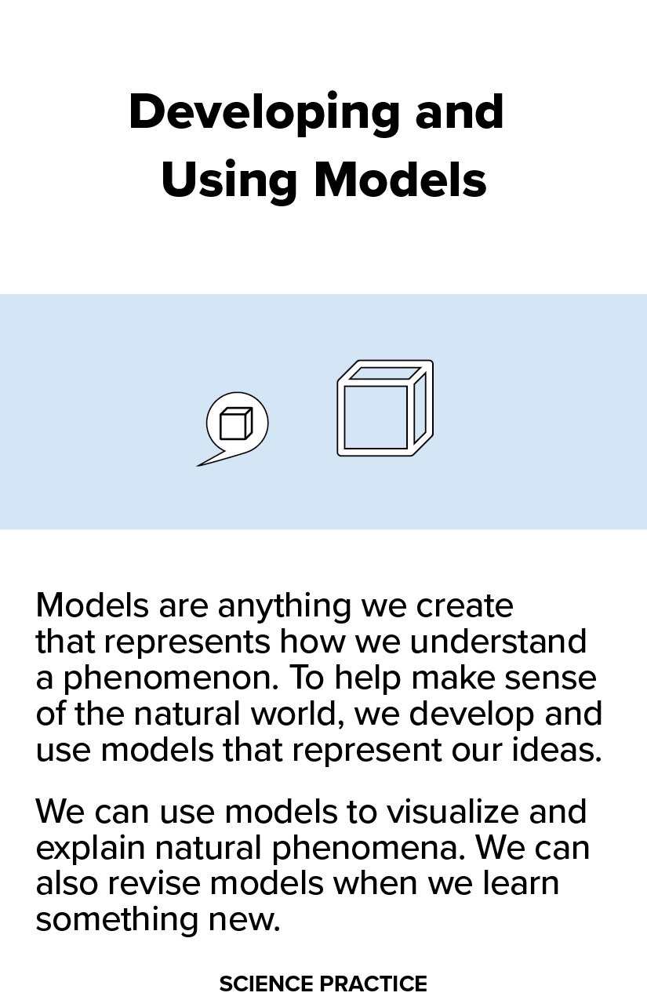 Developing and
Using Models
Models are anything we create
that represents how we understand
a phenomenon. To help make sense
of the natural world, we develop and
use models that represent our ideas.
We can use models to visualize and
explain natural phenomena. We can
also revise models when we learn
something new.
SCIENCE PRACTICE